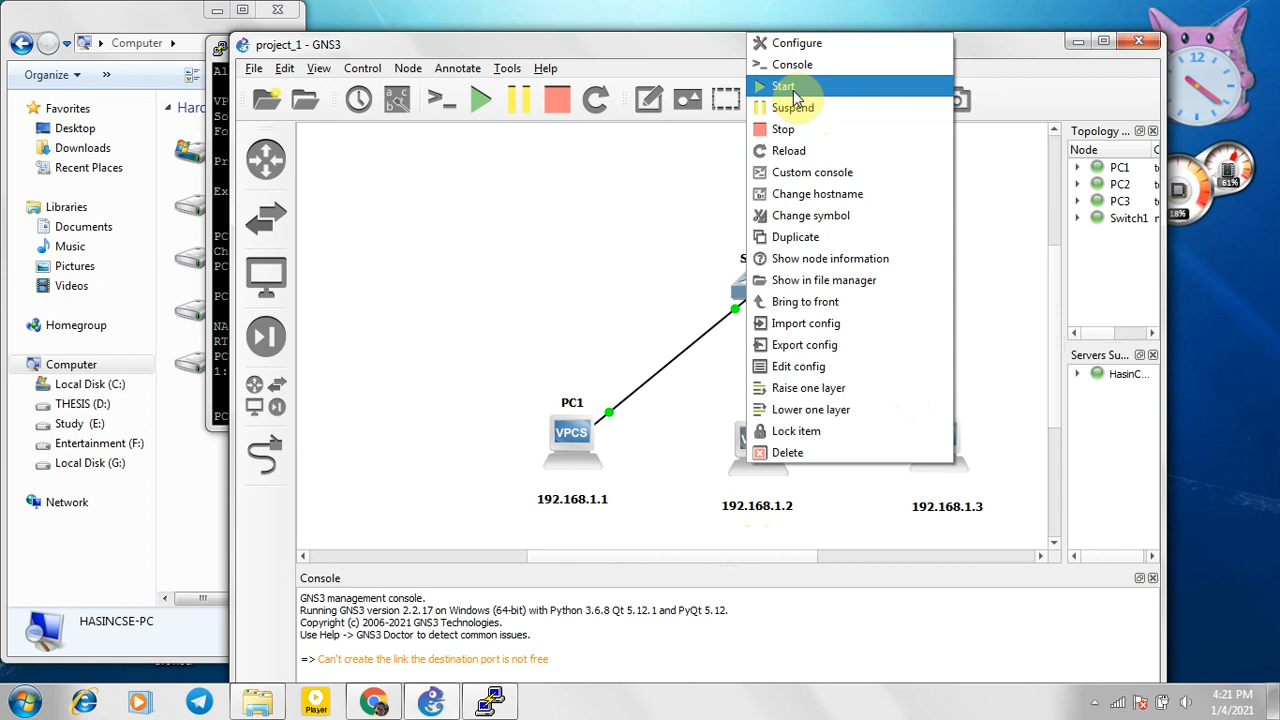 Computer
Organize
»
Favorites
Desktop
Downloads
Recent Places
Libraries
Documents
Music
Pictures
Videos
Homegroup
Computer
Local Disk (C:)
THESIS (D:)
Study (E:)
Entertainment (F:)
Local Disk (G:)
Network
Hard
HASINCSE-PC
project_1 - GNS3
File Edit View Control Node Annotate Tools Help
Configure
Console
Start
Suspend
Stop
Reload
Custom console
Change hostname
Change symbol
Duplicate
Show node information
Show in file manager
Bring to front
Import config
Export config
Edit config
Raise one layer
Lower one layer
Lock item
Delete
PC1
VPCS
192.168.1.1
192.168.1.2
192.168.1.3
Topology ...
Node
PC1
PC2
PC3
Switch1
Servers Su...
HasinC...
Console
GNS3 management console.
Running GNS3 version 2.2.17 on Windows (64-bit) with Python 3.6.8 Qt 5.12.1 and PyQt 5.12.
Copyright (c) 2006-2021 GNS3 Technologies.
Use Help -> GNS3 Doctor to detect common issues.
=> Can't create the link the destination port is not free
61%
18%
Player
4:21 PM
1/4/2021